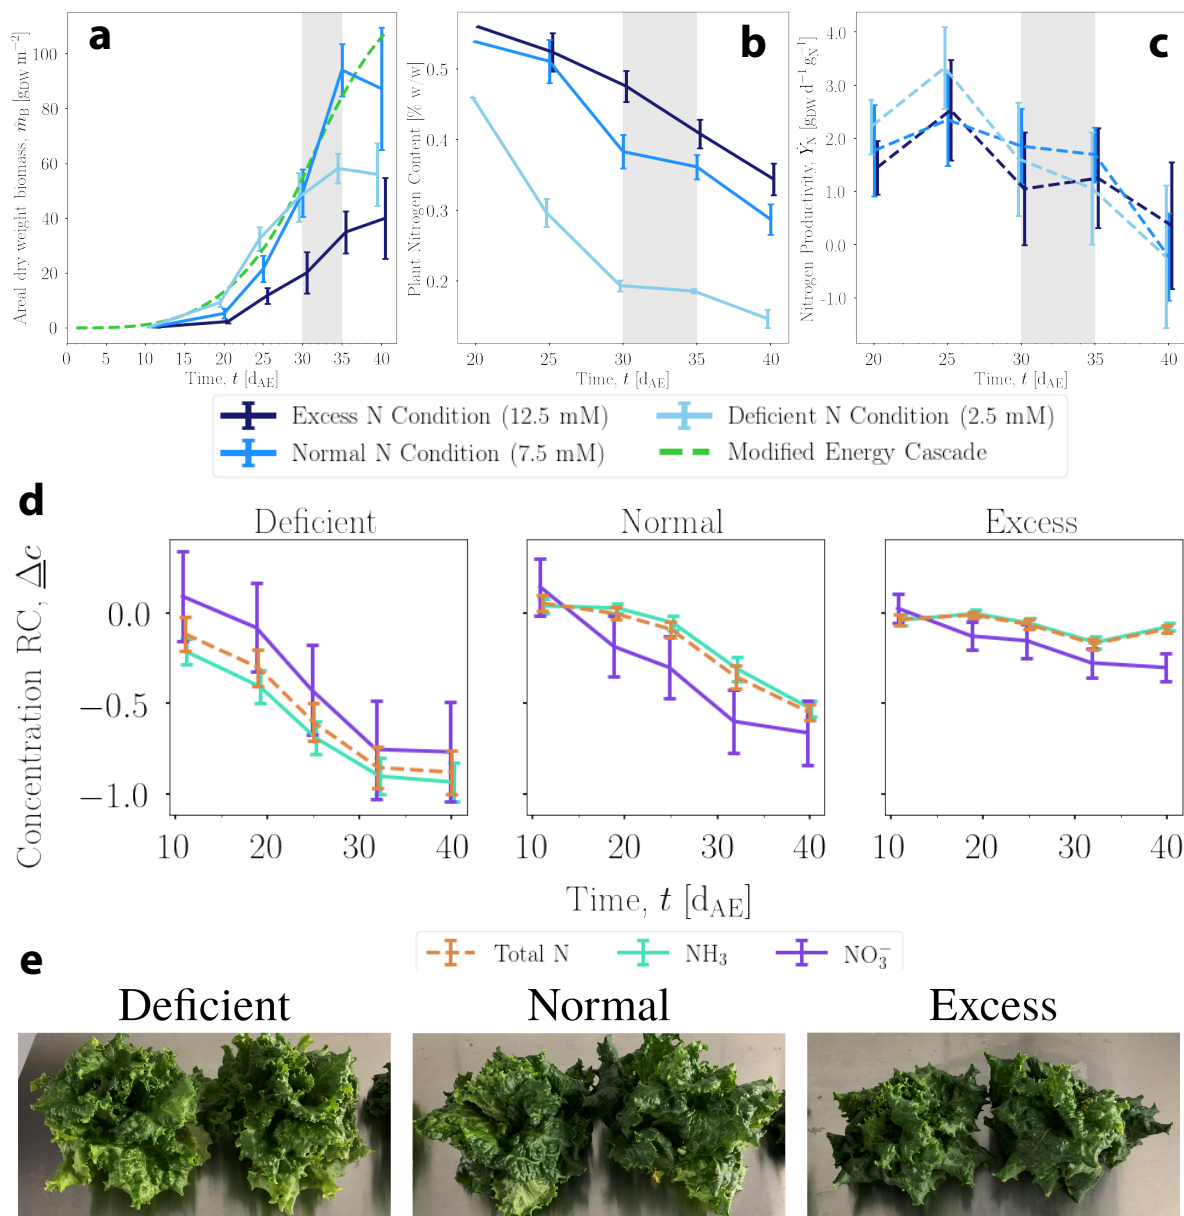 a
Areal dry weight biomass, m̂_B [g_DW m⁻²]
100
80
60
40
20
0
0 5 10 15 20 25 30 35 40
Time, t [d_AE]
b
Plant Nitrogen Content [% w/w]
0.5
0.4
0.3
0.2
20 25 30 35 40
Time, t [d_AE]
c
Nitrogen Productivity, Ẏ_N [g_DW d⁻¹ g_N⁻¹]
4.0
3.0
2.0
1.0
0.0
-1.0
20 25 30 35 40
Time, t [d_AE]
Excess N Condition (12.5 mM)
Normal N Condition (7.5 mM)
Deficient N Condition (2.5 mM)
Modified Energy Cascade
d
Deficient Normal Excess
Concentration RC, Δc
0.0
−0.5
−1.0
10 20 30 40
10 20 30 40
10 20 30 40
Time, t [d_AE]
Total N NH₃ NO₃⁻
e
Deficient Normal Excess